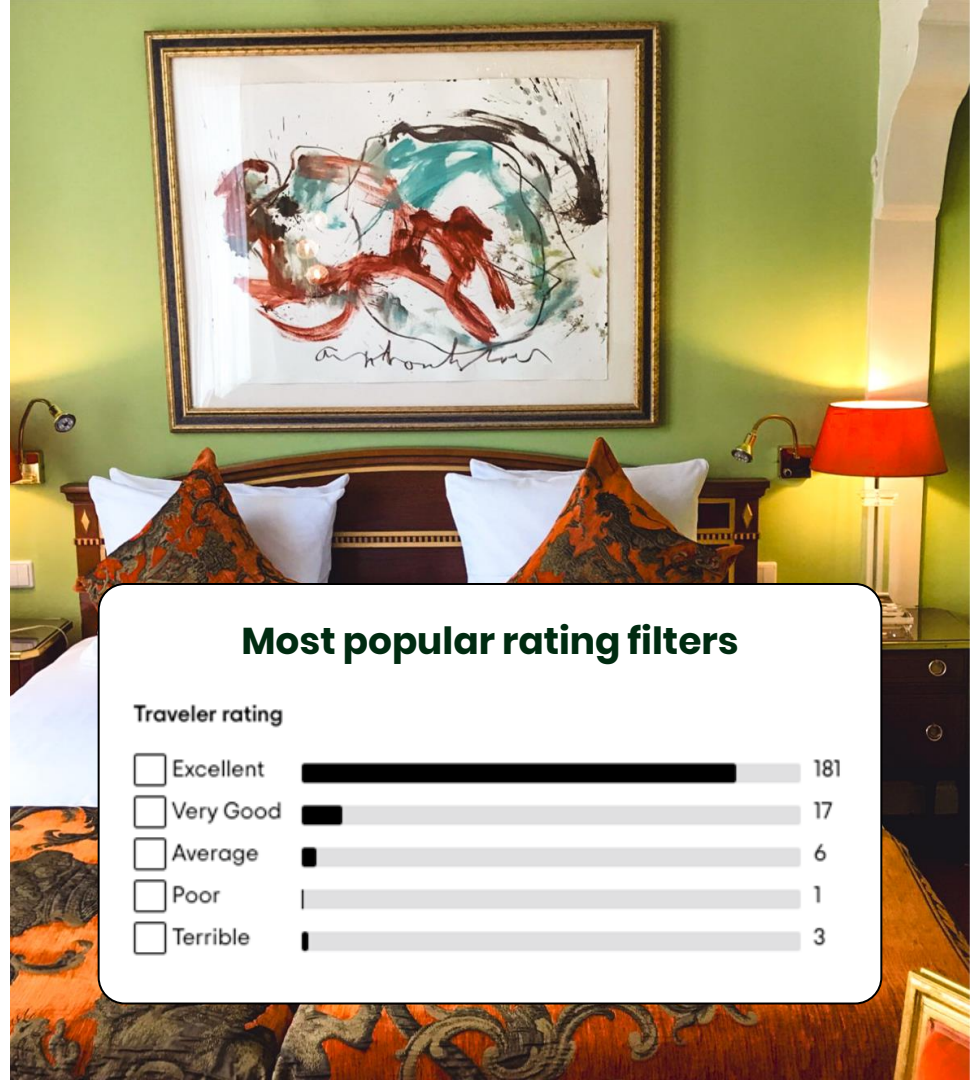 Most popular rating filters
Traveler rating
Excellent 181
Very Good 17
Average 6
Poor 1
Terrible 3